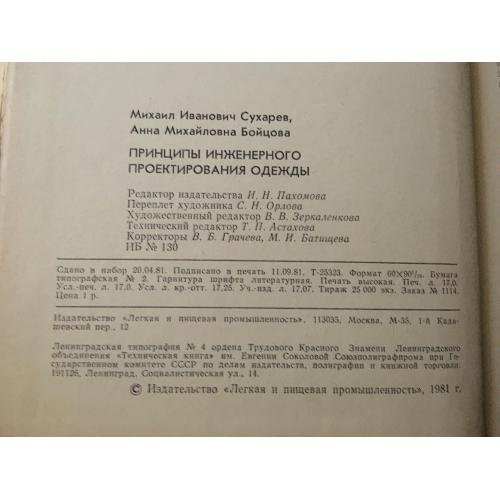 Михаил Иванович Сухарев,
Анна Михайловна Бойцова
ПРИНЦИПЫ ИНЖЕНЕРНОГО
ПРОЕКТИРОВАНИЯ ОДЕЖДЫ
Редактор издательства И. Н. Пахомова
Переплет художника С. Н. Орлова
Художественный редактор В. В. Зеркаленкова
Технический редактор Т. П. Астахова
Корректоры В. Б. Грачева, М. И. Батищева
ИБ № 130
Сдано в набор 20.04.81. Подписано в печать 11.09.81. Т-25323. Формат 60×90¹/₁₆. Бумага
типографская № 2. Гарнитура шрифта литературная. Печать высокая. Печ. л. 17,0.
Усл.-печ. л. 17,0. Усл. л. кр.-отт. 17,25. Уч.-изд. л. 17,07. Тираж 25 000 экз. Заказ № 1114.
Цена 1 р.
Издательство «Легкая и пищевая промышленность», 113035, Москва, М-35, 1-й Када-
шевский пер., 12
Ленинградская типография № 4 ордена Трудового Красного Знамени Ленинградского
объединения «Техническая книга» им. Евгении Соколовой Союзполиграфпрома при Го-
сударственном комитете СССР по делам издательств, полиграфии и книжной торговли.
191126, Ленинград, Социалистическая ул., 14.
© Издательство «Легкая и пищевая промышленность», 1981 г.